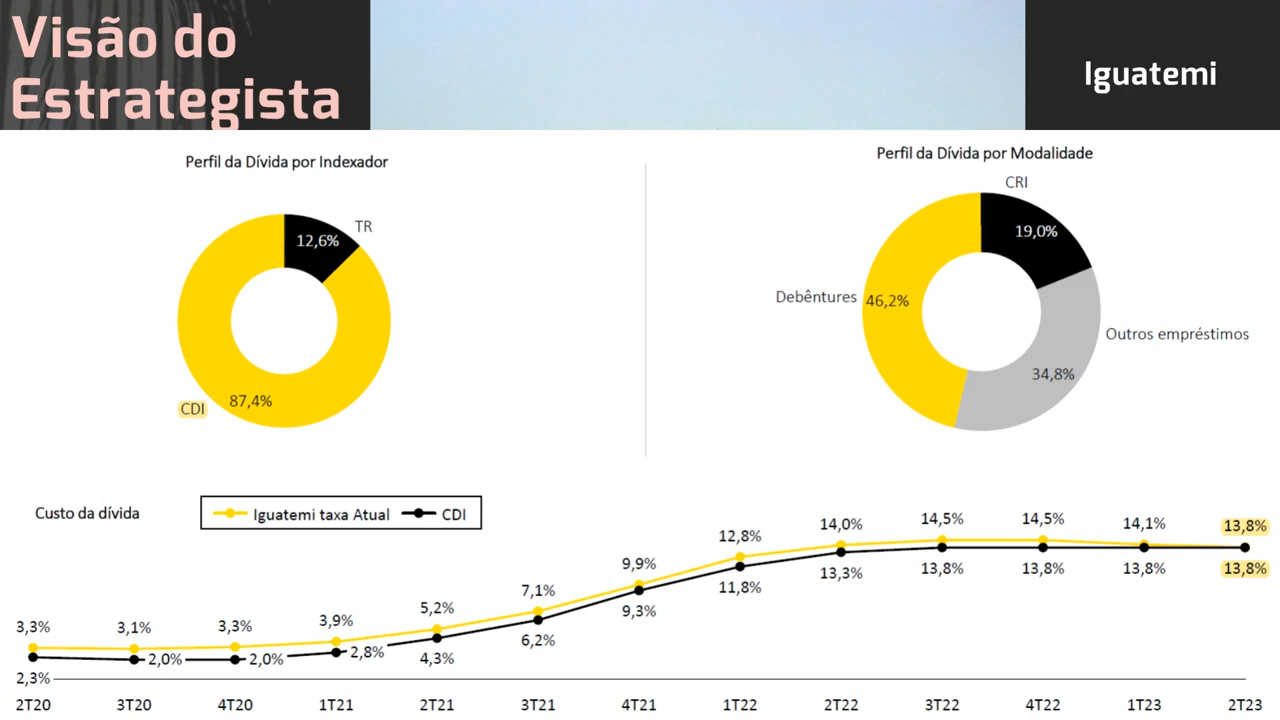 Visão do
Estrategista
Iguatemi
Perfil da Dívida por Indexador
TR
12,6%
CDI
87,4%
Perfil da Dívida por Modalidade
CRI
19,0%
Debêntures
46,2%
Outros empréstimos
34,8%
Custo da dívida
Iguatemi taxa Atual
CDI
3,3% 3,1% 3,3% 3,9% 5,2% 7,1% 9,9% 12,8% 14,0% 14,5% 14,5% 14,1% 13,8%
2,3% 2,0% 2,0% 2,8% 4,3% 6,2% 9,3% 11,8% 13,3% 13,8% 13,8% 13,8% 13,8%
2T20 3T20 4T20 1T21 2T21 3T21 4T21 1T22 2T22 3T22 4T22 1T23 2T23